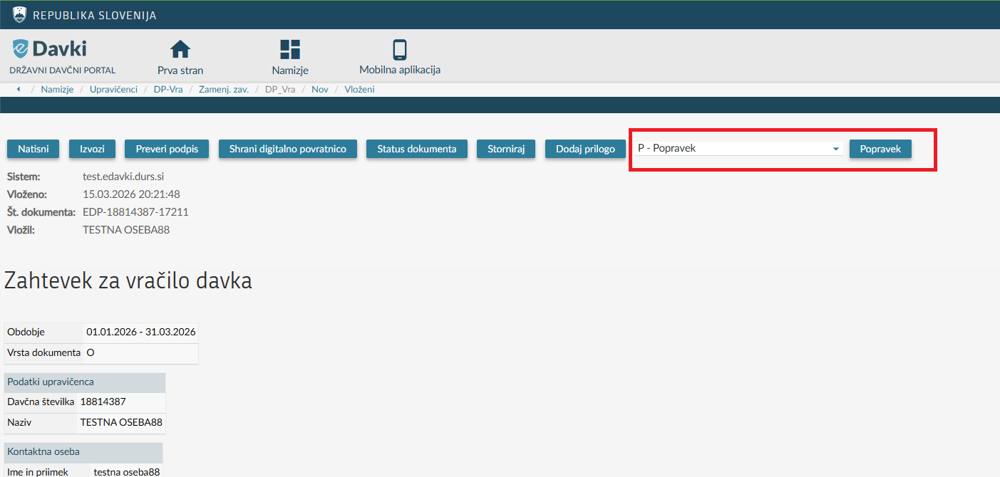 REPUBLIKA SLOVENIJA
Davki
DRŽAVNI DAVČNI PORTAL
Prva stran
Namizje
Mobilna aplikacija
/ Namizje / Upravičenci / DP-Vra / Zamenj. zav. / DP_Vra / Nov / Vloženi
Natisni Izvozi Preveri podpis Shrani digitalno povratnico Status dokumenta Storniraj Dodaj prilogo P - Popravek Popravek
Sistem: test.edavki.durs.si
Vloženo: 15.03.2026 20:21:48
Št. dokumenta: EDP-18814387-17211
Vložil: TESTNA OSEBA88
Zahtevek za vračilo davka
Obdobje 01.01.2026 - 31.03.2026
Vrsta dokumenta O
Podatki upravičenca
Davčna številka 18814387
Naziv TESTNA OSEBA88
Kontaktna oseba
Ime in priimek testna oseba88